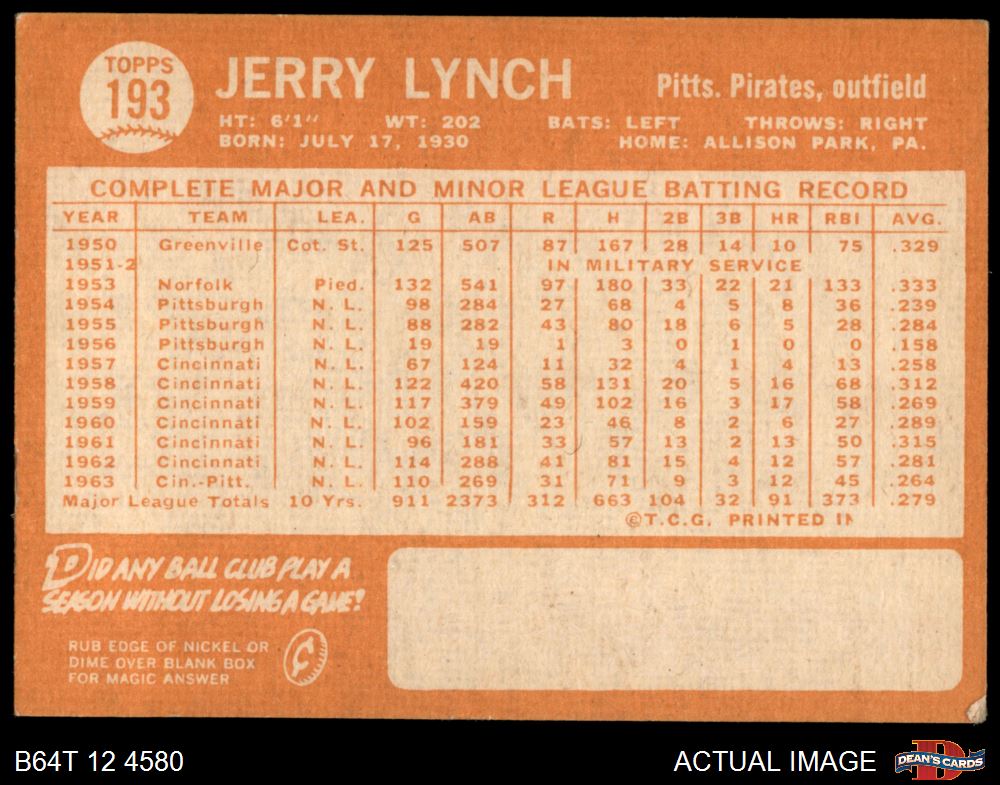 TOPPS
193
JERRY LYNCH
Pitts. Pirates, outfield
HT: 6'1" WT: 202 BATS: LEFT THROWS: RIGHT
BORN: JULY 17, 1930 HOME: ALLISON PARK, PA.
COMPLETE MAJOR AND MINOR LEAGUE BATTING RECORD
YEAR TEAM LEA. G AB R H 2B 3B HR RBI AVG.
1950 Greenville Cot. St. 125 507 87 167 28 14 10 75 .329
1951-2 IN MILITARY SERVICE
1953 Norfolk Pied. 132 541 97 180 33 22 21 133 .333
1954 Pittsburgh N. L. 98 284 27 68 4 5 8 36 .239
1955 Pittsburgh N. L. 88 282 43 80 18 6 5 28 .284
1956 Pittsburgh N. L. 19 19 1 3 0 1 0 0 .158
1957 Cincinnati N. L. 67 124 11 32 4 1 4 13 .258
1958 Cincinnati N. L. 122 420 58 131 20 5 16 68 .312
1959 Cincinnati N. L. 117 379 49 102 16 3 17 58 .269
1960 Cincinnati N. L. 102 159 23 46 8 2 6 27 .289
1961 Cincinnati N. L. 96 181 33 57 13 2 13 50 .315
1962 Cincinnati N. L. 114 288 41 81 15 4 12 57 .281
1963 Cin.-Pitt. N. L. 110 269 31 71 9 3 12 45 .264
Major League Totals 10 Yrs. 911 2373 312 663 104 32 91 373 .279
©T.C.G. PRINTED IN
DID ANY BALL CLUB PLAY A
SEASON WITHOUT LOSING A GAME?
RUB EDGE OF NICKEL OR
DIME OVER BLANK BOX
FOR MAGIC ANSWER
¢
B64T 12 4580
ACTUAL IMAGE
D
DEAN'S CARDS